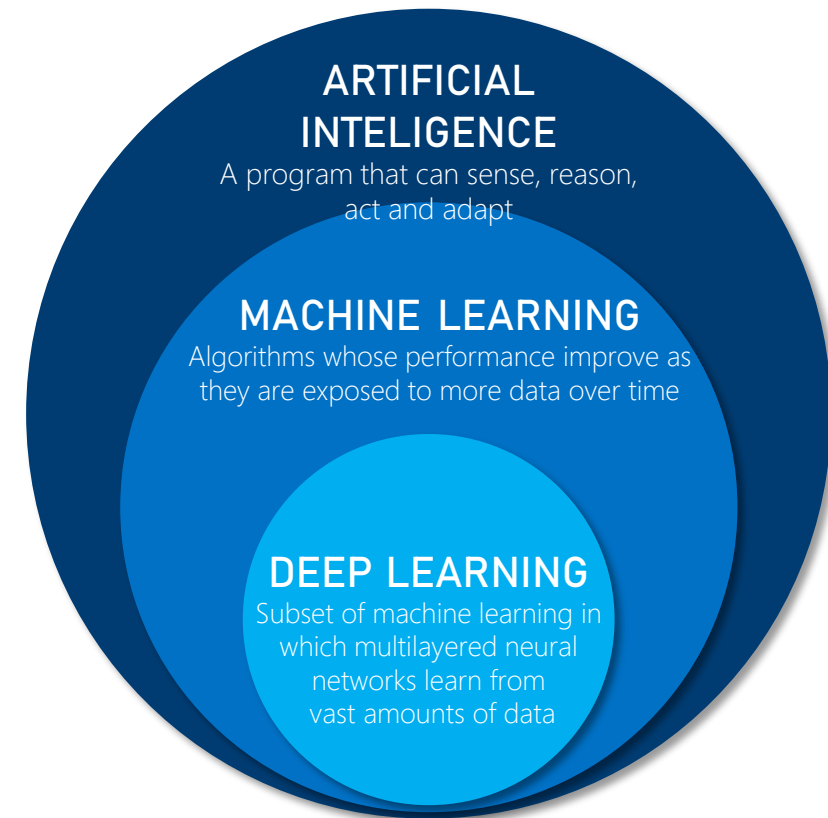 ARTIFICIAL
INTELIGENCE
A program that can sense, reason,
act and adapt
MACHINE LEARNING
Algorithms whose performance improve as
they are exposed to more data over time
DEEP LEARNING
Subset of machine learning in
which multilayered neural
networks learn from
vast amounts of data